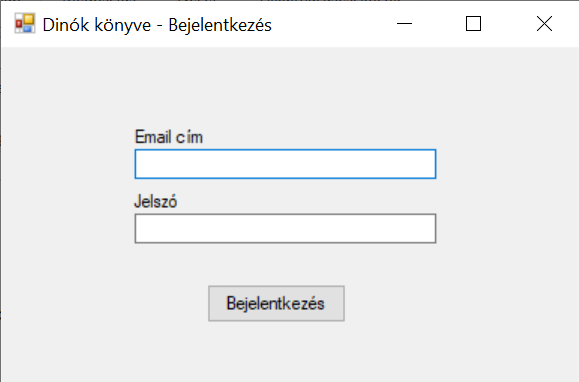 Dinók könyve - Bejelentkezés
Email cím
Jelszó
Bejelentkezés